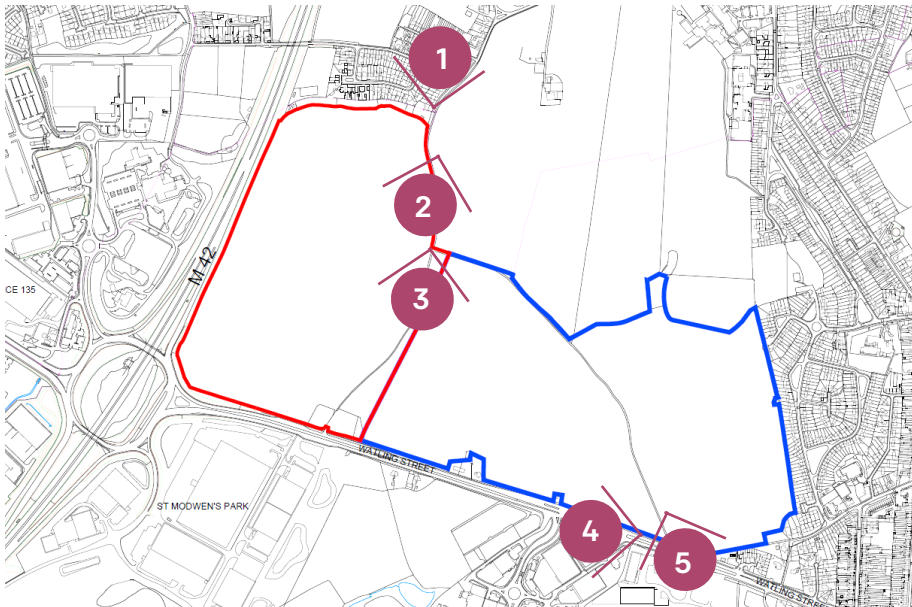 1
2
M 42
CE 135
3
WATLING STREET
ST MODWEN'S PARK
4
5
WATLING STREET